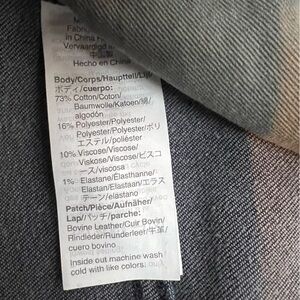 in China
Vervaardigd
中国製
Hecho en China
Body/Corps/Hauptteil/Lijf/
ボディ/cuerpo:
73% Cotton/Coton/
Baumwolle/Katoen/綿/
algodón
16% Polyester/Polyester/
Polyester/Polyester/ポリ
エステル/poliéster
10% Viscose/Viscose/
Viskose/Viscose/ビスコ
ース/viscosa
1% Elastane/Élasthanne/
Elastan/Elastaan/エラス
テーン/elastano
Patch/Pièce/Aufnäher/
Lap/パッチ/parche:
Bovine Leather/Cuir Bovin/
Rindleder/Runderleer/牛革/
cuero bovino
Inside out machine wash
cold with like colors.